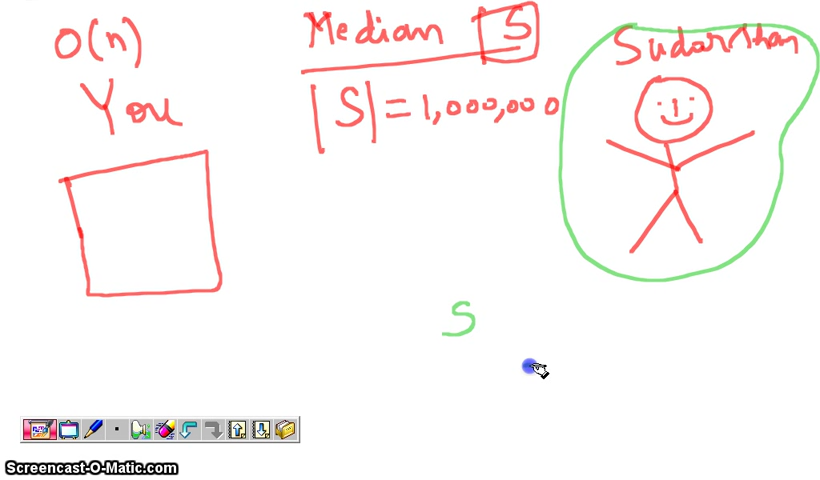 O(n)
You
Median S
|S| = 1,000,000
Sudarshan
S
Screencast-O-Matic.com